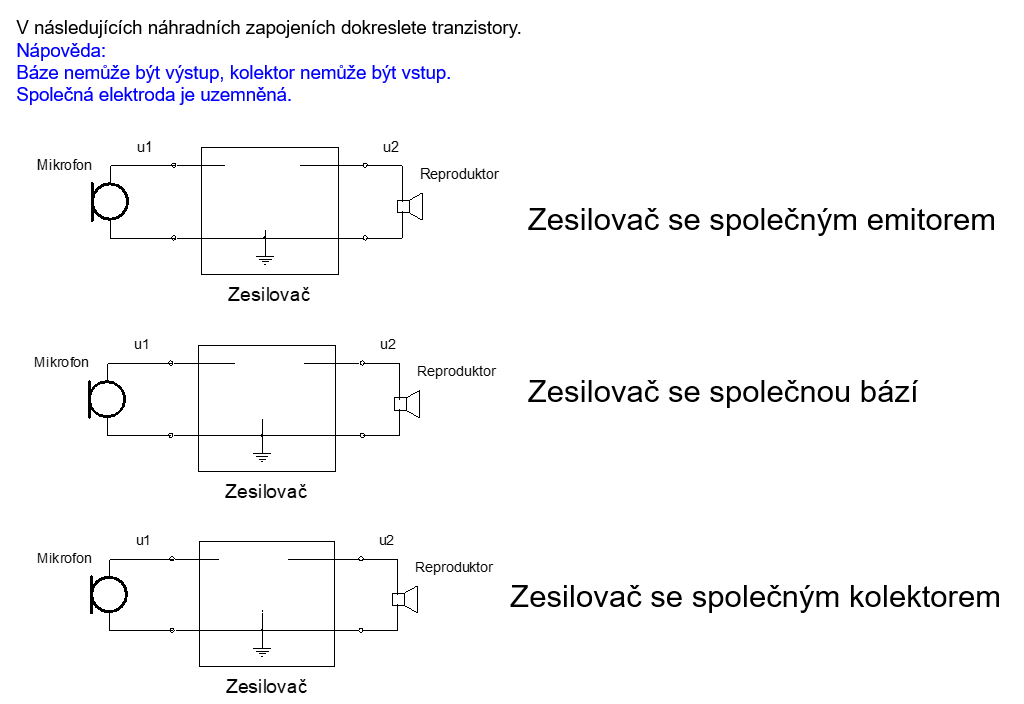 V následujících náhradních zapojeních dokreslete tranzistory.
Nápověda:
Báze nemůže být výstup, kolektor nemůže být vstup.
Společná elektroda je uzemněná.
u1
u2
Mikrofon
Reproduktor
Zesilovač se společným emitorem
Zesilovač
u1
u2
Mikrofon
Reproduktor
Zesilovač se společnou bází
Zesilovač
u1
u2
Mikrofon
Reproduktor
Zesilovač se společným kolektorem
Zesilovač